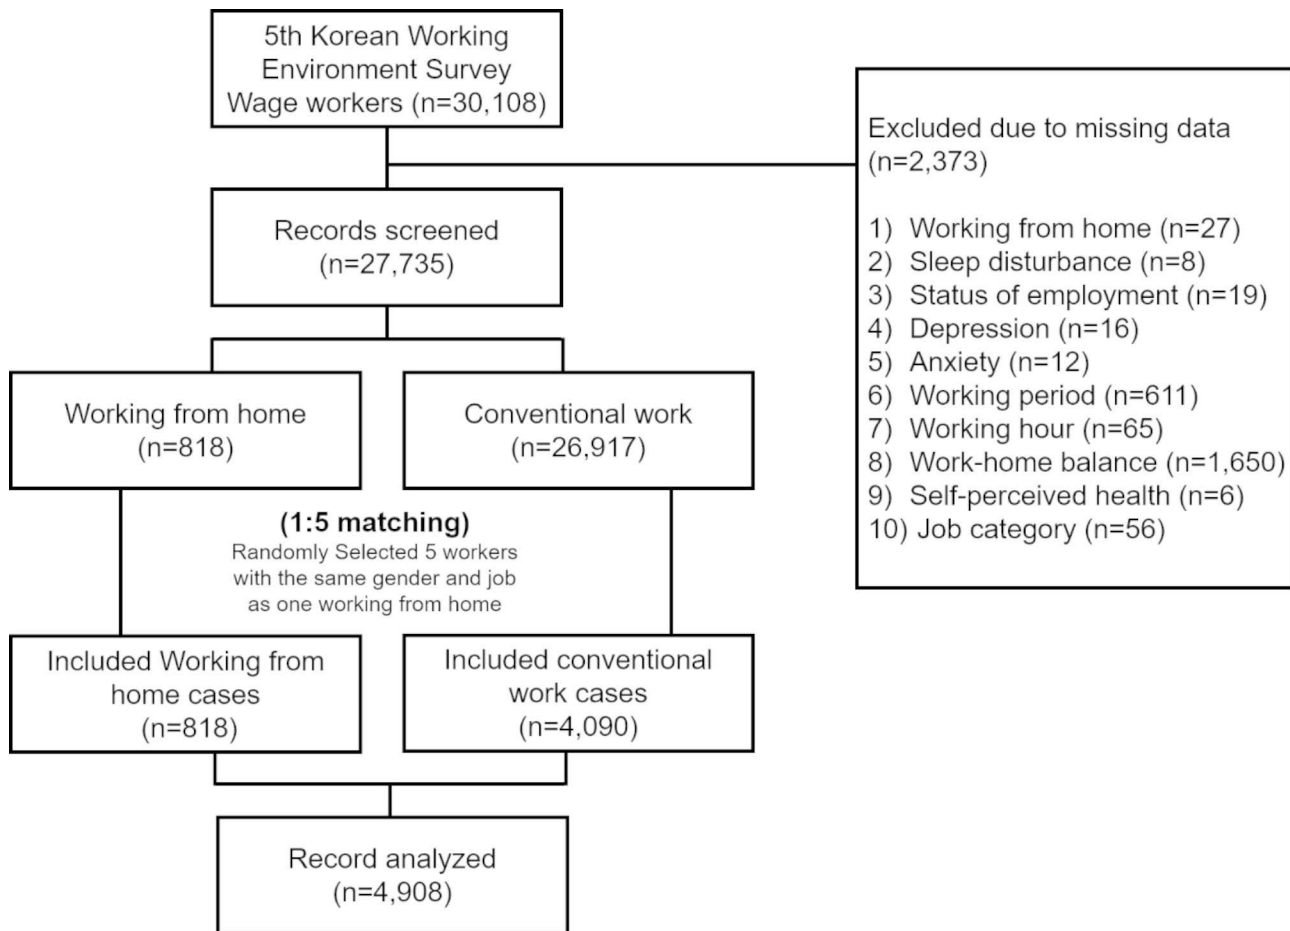 5th Korean Working
Environment Survey
Wage workers (n=30,108)
Excluded due to missing data
(n=2,373)
1) Working from home (n=27)
2) Sleep disturbance (n=8)
3) Status of employment (n=19)
4) Depression (n=16)
5) Anxiety (n=12)
6) Working period (n=611)
7) Working hour (n=65)
8) Work-home balance (n=1,650)
9) Self-perceived health (n=6)
10) Job category (n=56)
Records screened
(n=27,735)
Working from home
(n=818)
Conventional work
(n=26,917)
(1:5 matching)
Randomly Selected 5 workers
with the same gender and job
as one working from home
Included Working from
home cases
(n=818)
Included conventional
work cases
(n=4,090)
Record analyzed
(n=4,908)